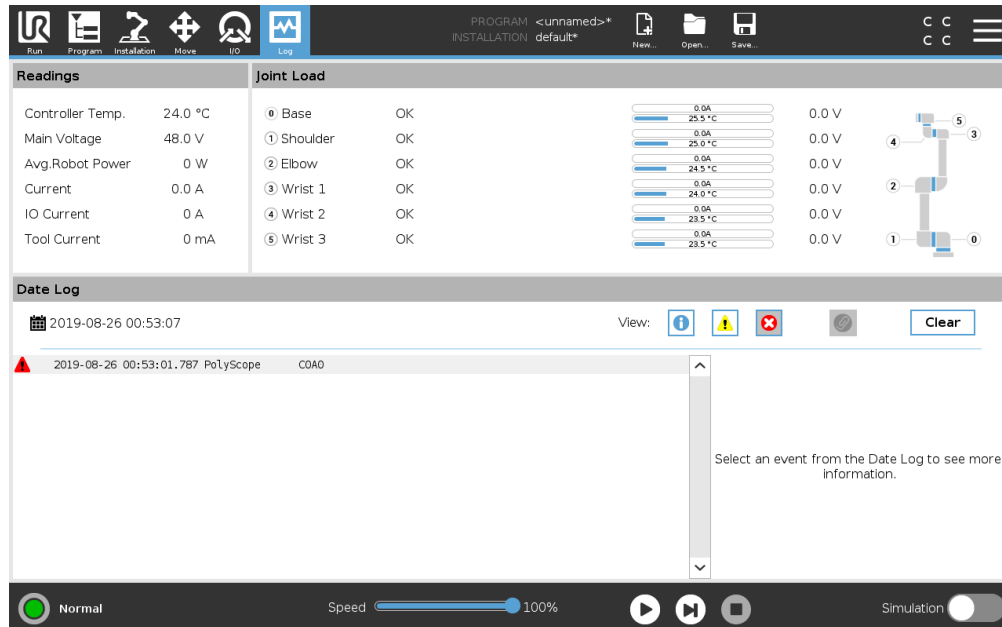 PROGRAM <unnamed>*
INSTALLATION default*
Run Program Installation Move I/O Log New... Open... Save...
C C
C C
Readings
Controller Temp. 24.0 °C
Main Voltage 48.0 V
Avg.Robot Power 0 W
Current 0.0 A
IO Current 0 A
Tool Current 0 mA
Joint Load
0 Base OK 0.0A 25.5 °C 0.0 V
1 Shoulder OK 0.0A 25.0 °C 0.0 V
2 Elbow OK 0.0A 24.5 °C 0.0 V
3 Wrist 1 OK 0.0A 24.0 °C 0.0 V
4 Wrist 2 OK 0.0A 23.5 °C 0.0 V
5 Wrist 3 OK 0.0A 23.5 °C 0.0 V
5
4 3
2
1 0
Date Log
2019-08-26 00:53:07 View: Clear
2019-08-26 00:53:01.787 PolyScope C0A0
Select an event from the Date Log to see more
information.
Normal Speed 100% Simulation